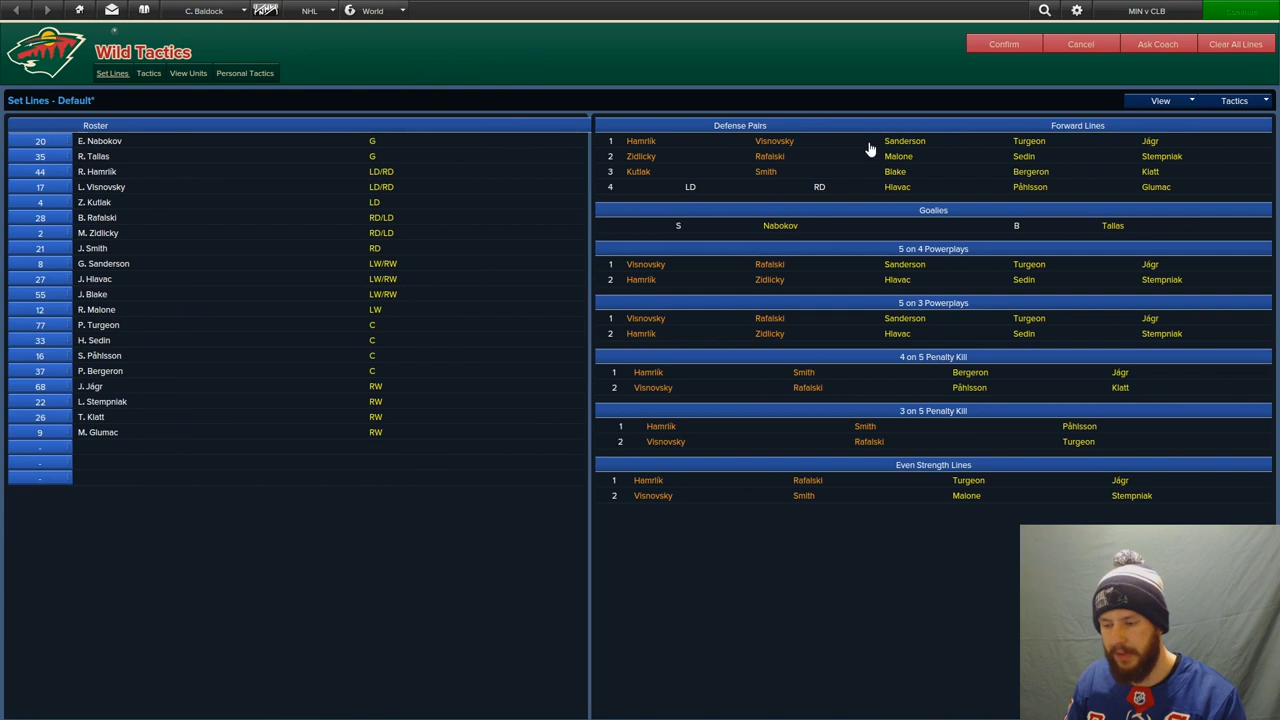 C. Baldock NHL World MIN v CLB
Wild Tactics
Confirm Cancel Ask Coach Clear All Lines
Set Lines Tactics View Units Personal Tactics
Set Lines - Default* View Tactics
Roster
20 E. Nabokov G
35 R. Tallas G
44 R. Hamrlík LD/RD
17 L. Visnovsky LD/RD
4 Z. Kutlak LD
28 B. Rafalski RD/LD
2 M. Zidlicky RD/LD
21 J. Smith RD
8 G. Sanderson LW/RW
27 J. Hlavac LW/RW
55 J. Blake LW/RW
12 R. Malone LW
77 P. Turgeon C
33 H. Sedin C
16 S. Påhlsson C
37 P. Bergeron C
68 J. Jágr RW
22 L. Stempniak RW
26 T. Klatt RW
9 M. Glumac RW
-
-
-
Defense Pairs Forward Lines
1 Hamrlík Visnovsky Sanderson Turgeon Jágr
2 Zidlicky Rafalski Malone Sedin Stempniak
3 Kutlak Smith Blake Bergeron Klatt
4 LD RD Hlavac Påhlsson Glumac
Goalies
S Nabokov B Tallas
5 on 4 Powerplays
1 Visnovsky Rafalski Sanderson Turgeon Jágr
2 Hamrlík Zidlicky Hlavac Sedin Stempniak
5 on 3 Powerplays
1 Visnovsky Rafalski Sanderson Turgeon Jágr
2 Hamrlík Zidlicky Hlavac Sedin Stempniak
4 on 5 Penalty Kill
1 Hamrlík Smith Bergeron Jágr
2 Visnovsky Rafalski Påhlsson Klatt
3 on 5 Penalty Kill
1 Hamrlík Smith Påhlsson
2 Visnovsky Rafalski Turgeon
Even Strength Lines
1 Hamrlík Rafalski Turgeon Jágr
2 Visnovsky Smith Malone Stempniak